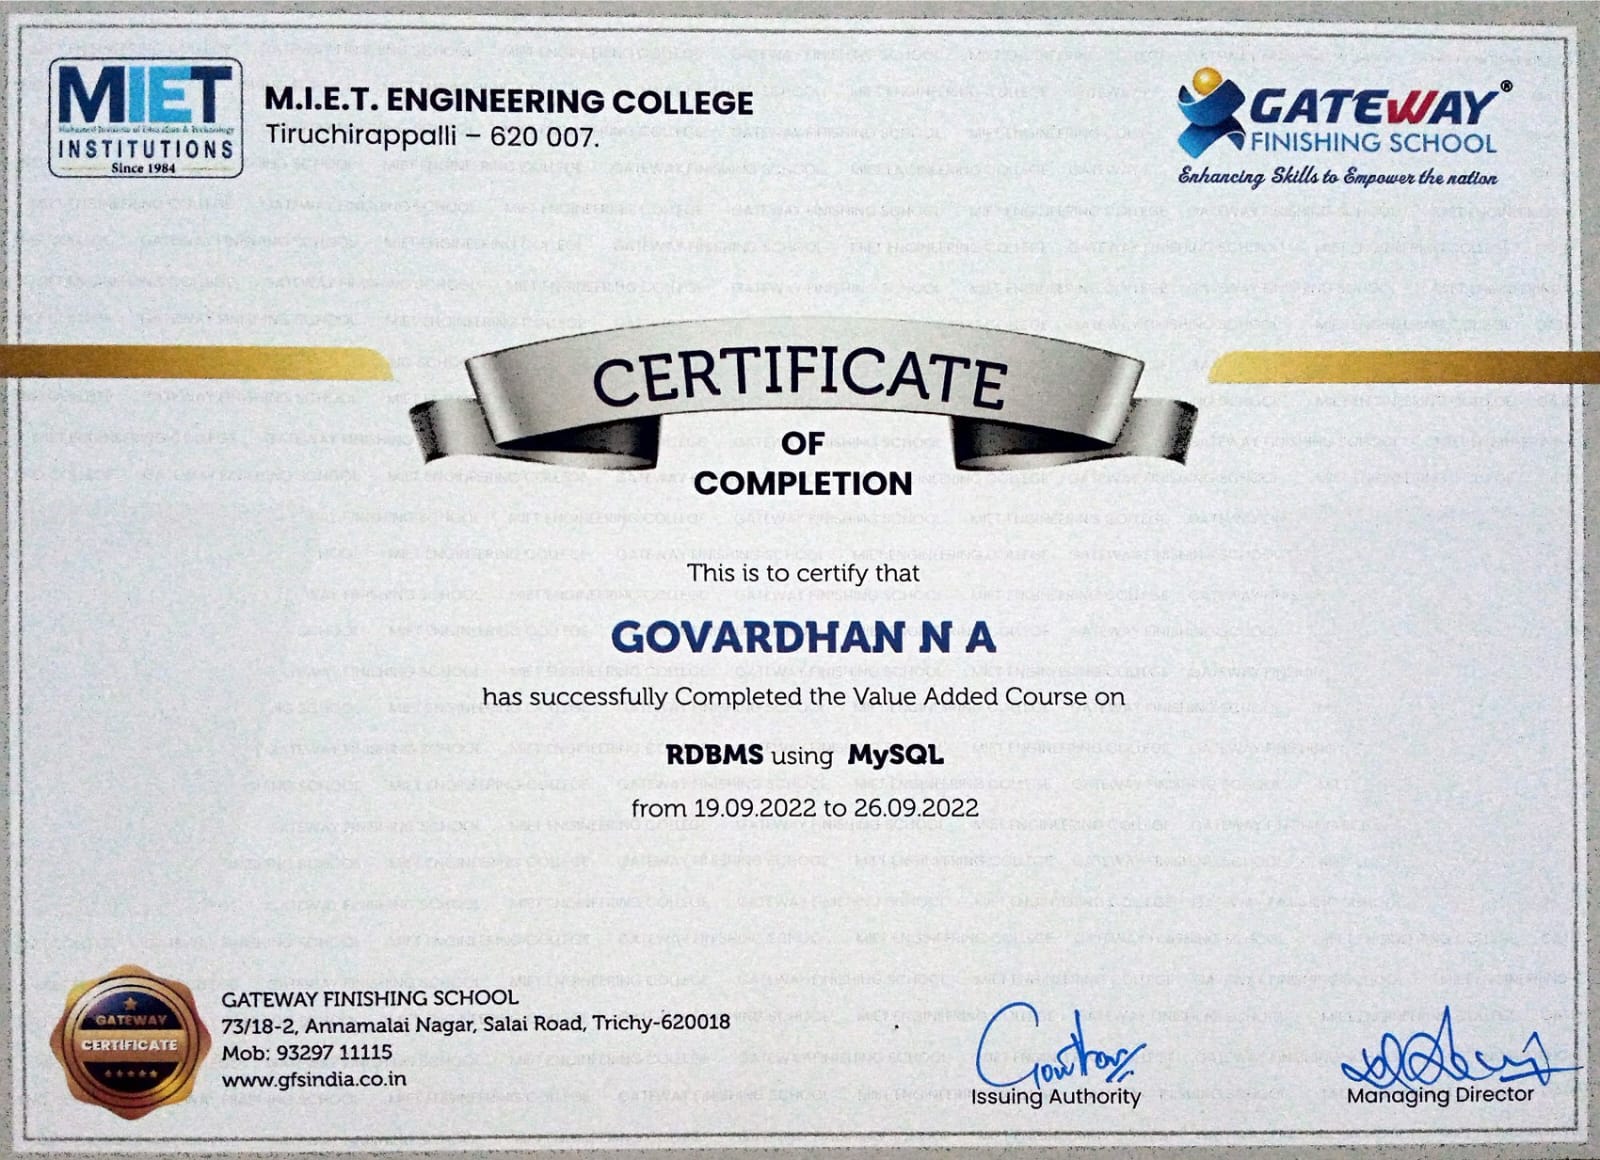 MIET
Mohamed Institute of Education & Technology
INSTITUTIONS
Since 1984
M.I.E.T. ENGINEERING COLLEGE
Tiruchirappalli – 620 007.
GATEWAY®
FINISHING SCHOOL
Enhancing Skills to Empower the nation
CERTIFICATE
OF
COMPLETION
This is to certify that
GOVARDHAN N A
has successfully Completed the Value Added Course on
RDBMS using MySQL
from 19.09.2022 to 26.09.2022
GATEWAY
CERTIFICATE
GATEWAY FINISHING SCHOOL
73/18-2, Annamalai Nagar, Salai Road, Trichy-620018
Mob: 93297 11115
www.gfsindia.co.in
Issuing Authority
Managing Director